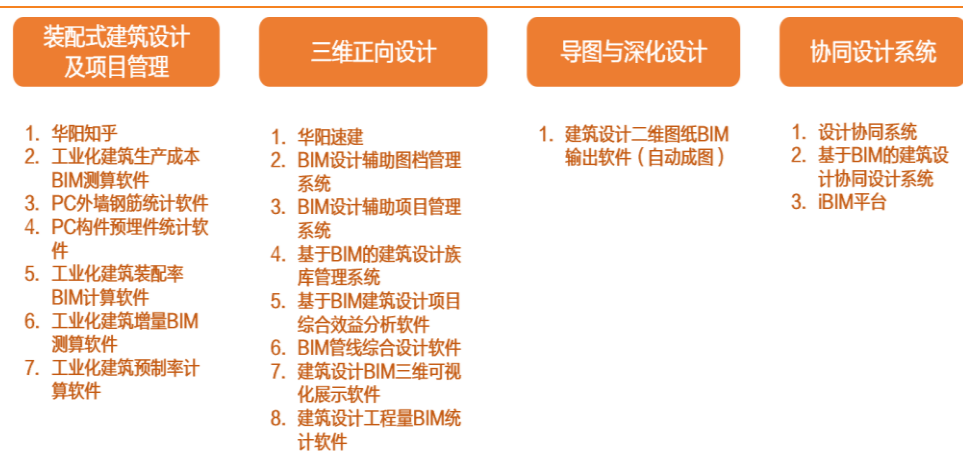 装配式建筑设计
及项目管理
1. 华阳知乎
2. 工业化建筑生产成本
BIM测算软件
3. PC外墙钢筋统计软件
4. PC构件预埋件统计软
件
5. 工业化建筑装配率
BIM计算软件
6. 工业化建筑增量BIM
测算软件
7. 工业化建筑预制率计
算软件
三维正向设计
1. 华阳速建
2. BIM设计辅助图档管理
系统
3. BIM设计辅助项目管理
系统
4. 基于BIM的建筑设计族
库管理系统
5. 基于BIM建筑设计项目
综合效益分析软件
6. BIM管线综合设计软件
7. 建筑设计BIM三维可视
化展示软件
8. 建筑设计工程量BIM统
计软件
导图与深化设计
1. 建筑设计二维图纸BIM
输出软件（自动成图）
协同设计系统
1. 设计协同系统
2. 基于BIM的建筑设
计协同设计系统
3. iBIM平台